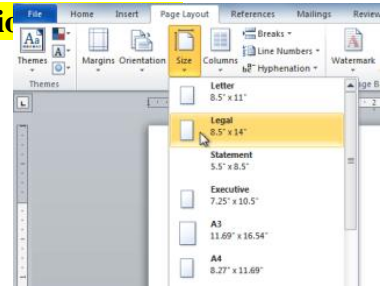 File Home Insert Page Layout References Mailings Review
Themes Margins Orientation Size Columns Breaks Line Numbers Hyphenation Watermark
Themes
Letter
8.5" x 11"
Legal
8.5" x 14"
Statement
5.5" x 8.5"
Executive
7.25" x 10.5"
A3
11.69" x 16.54"
A4
8.27" x 11.69"